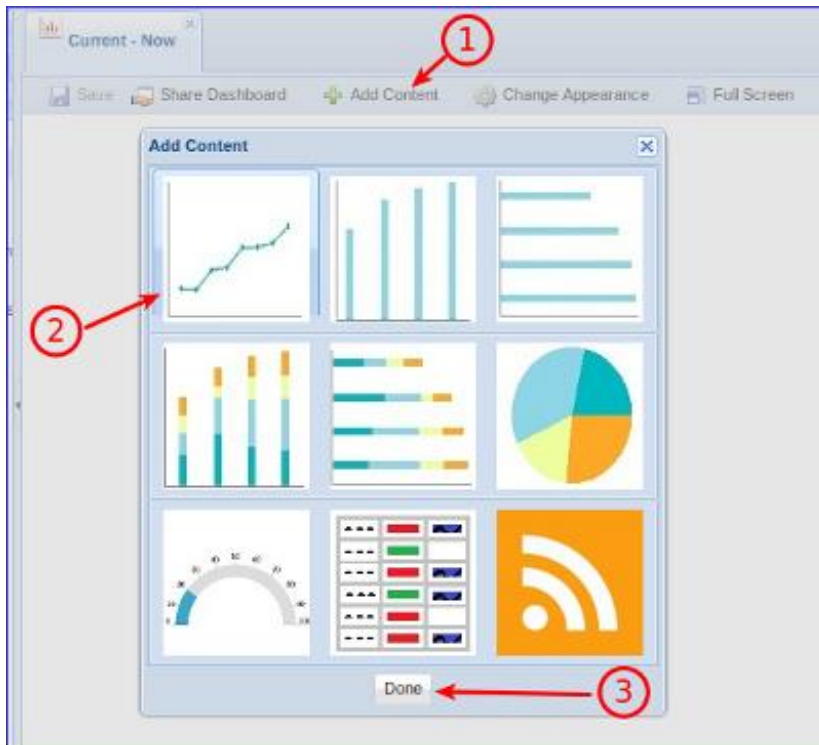 Current - Now
1
Save Share Dashboard Add Content Change Appearance Full Screen
Add Content
2
Done
3